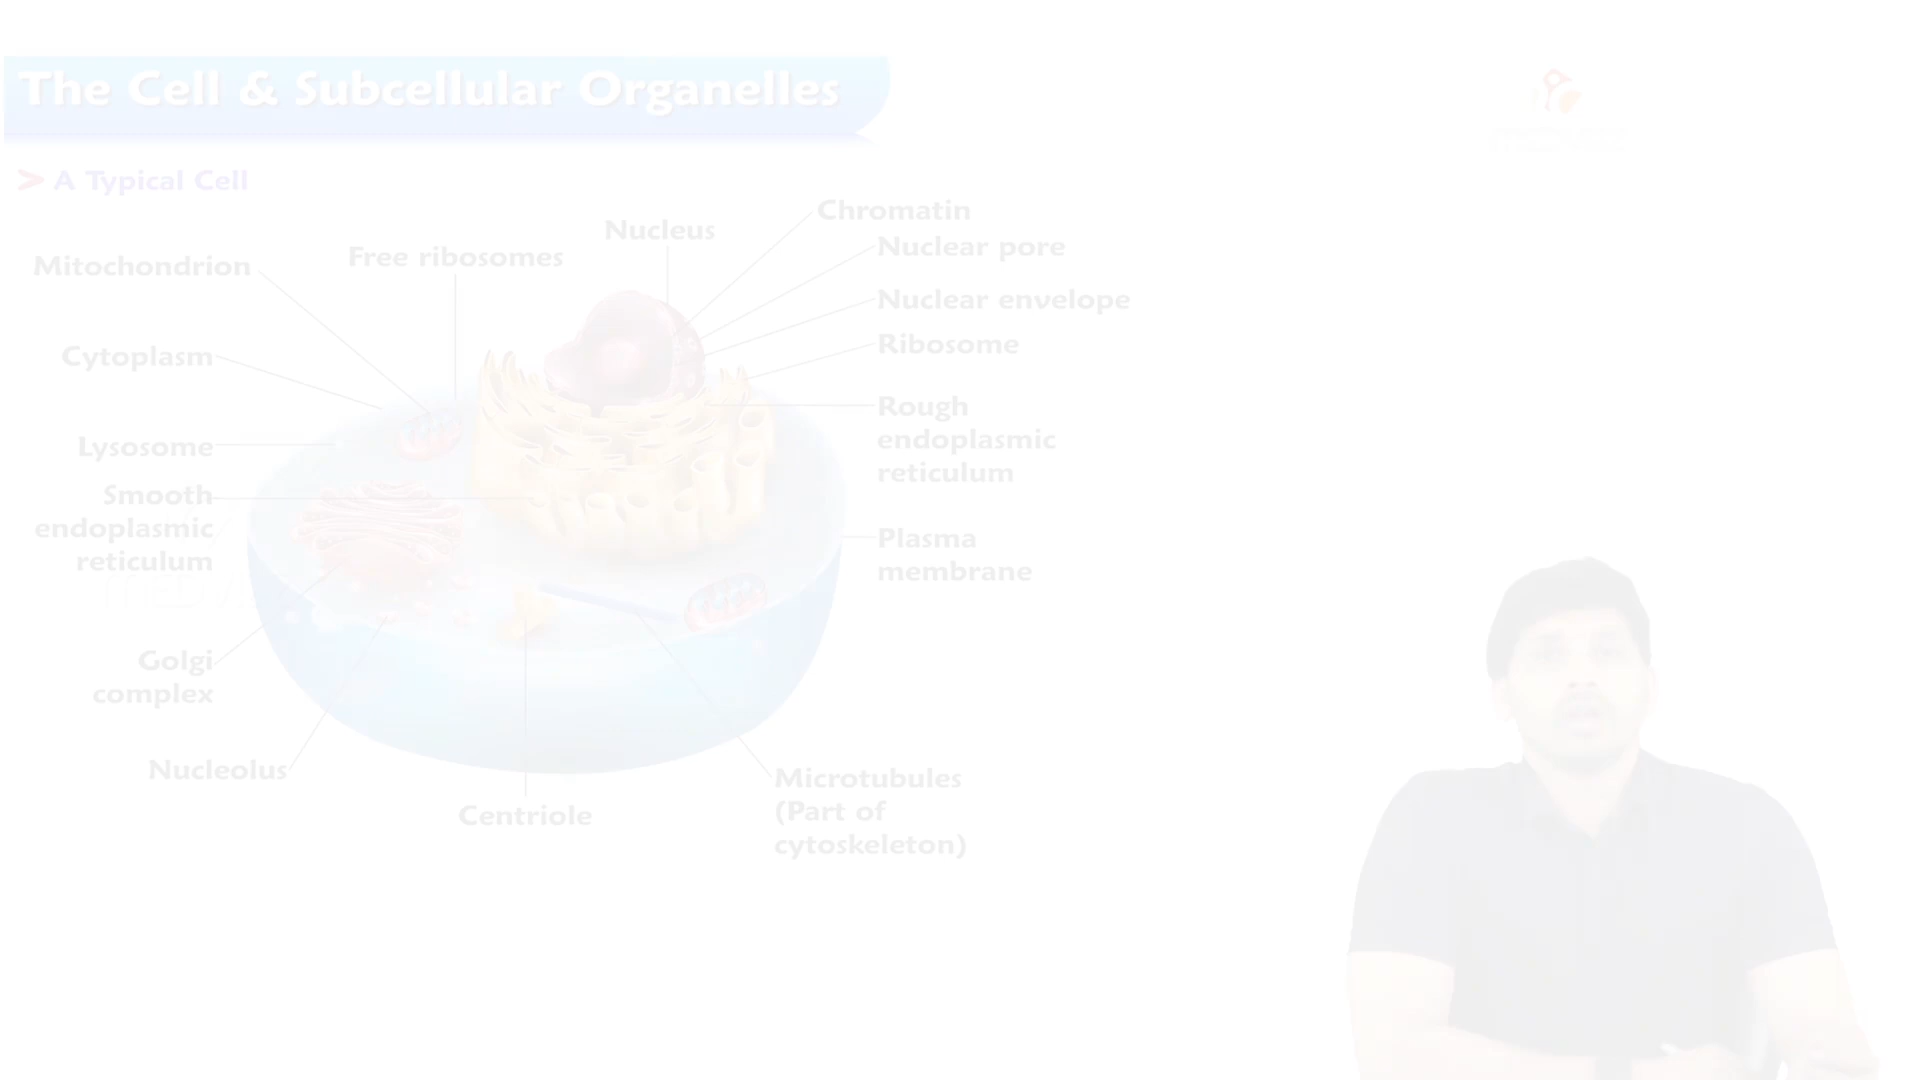 The Cell & Subcellular Organelles
> A Typical Cell
Chromatin
Nucleus
Nuclear pore
Free ribosomes
Mitochondrion
Nuclear envelope
Ribosome
Cytoplasm
Rough
endoplasmic
reticulum
Lysosome
Smooth
endoplasmic
reticulum
Plasma
membrane
Golgi
complex
Nucleolus
Microtubules
(Part of
cytoskeleton)
Centriole